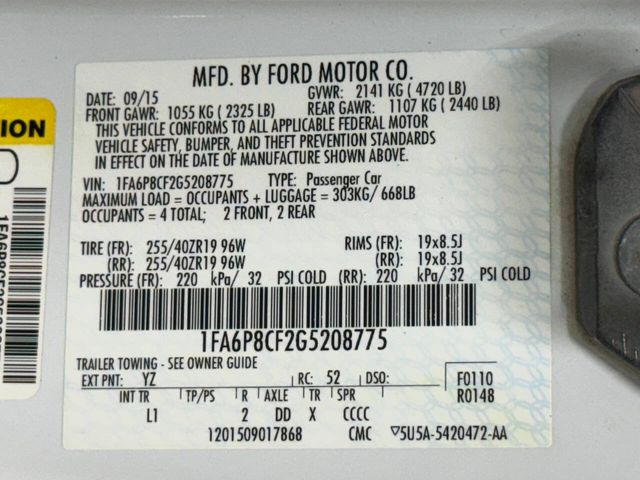 MFD. BY FORD MOTOR CO.
DATE: 09/15 GVWR: 2141 KG ( 4720 LB)
FRONT GAWR: 1055 KG ( 2325 LB) REAR GAWR: 1107 KG ( 2440 LB)
THIS VEHICLE CONFORMS TO ALL APPLICABLE FEDERAL MOTOR
VEHICLE SAFETY, BUMPER, AND THEFT PREVENTION STANDARDS
IN EFFECT ON THE DATE OF MANUFACTURE SHOWN ABOVE.
VIN: 1FA6P8CF2G5208775 TYPE: Passenger Car
MAXIMUM LOAD = OCCUPANTS + LUGGAGE = 303KG/ 668LB
OCCUPANTS = 4 TOTAL; 2 FRONT, 2 REAR
TIRE (FR): 255/40ZR19 96W RIMS (FR): 19x8.5J
(RR): 255/40ZR19 96W (RR): 19x8.5J
PRESSURE (FR): 220 kPa/ 32 PSI COLD (RR): 220 kPa/ 32 PSI COLD
1FA6P8CF2G5208775
TRAILER TOWING - SEE OWNER GUIDE
EXT PNT: YZ RC: 52 DSO: F0110
INT TR TP/PS R AXLE TR SPR R0148
L1 2 DD X CCCC
1201509017868 CMC ▽5U5A-5420472-AA
TION